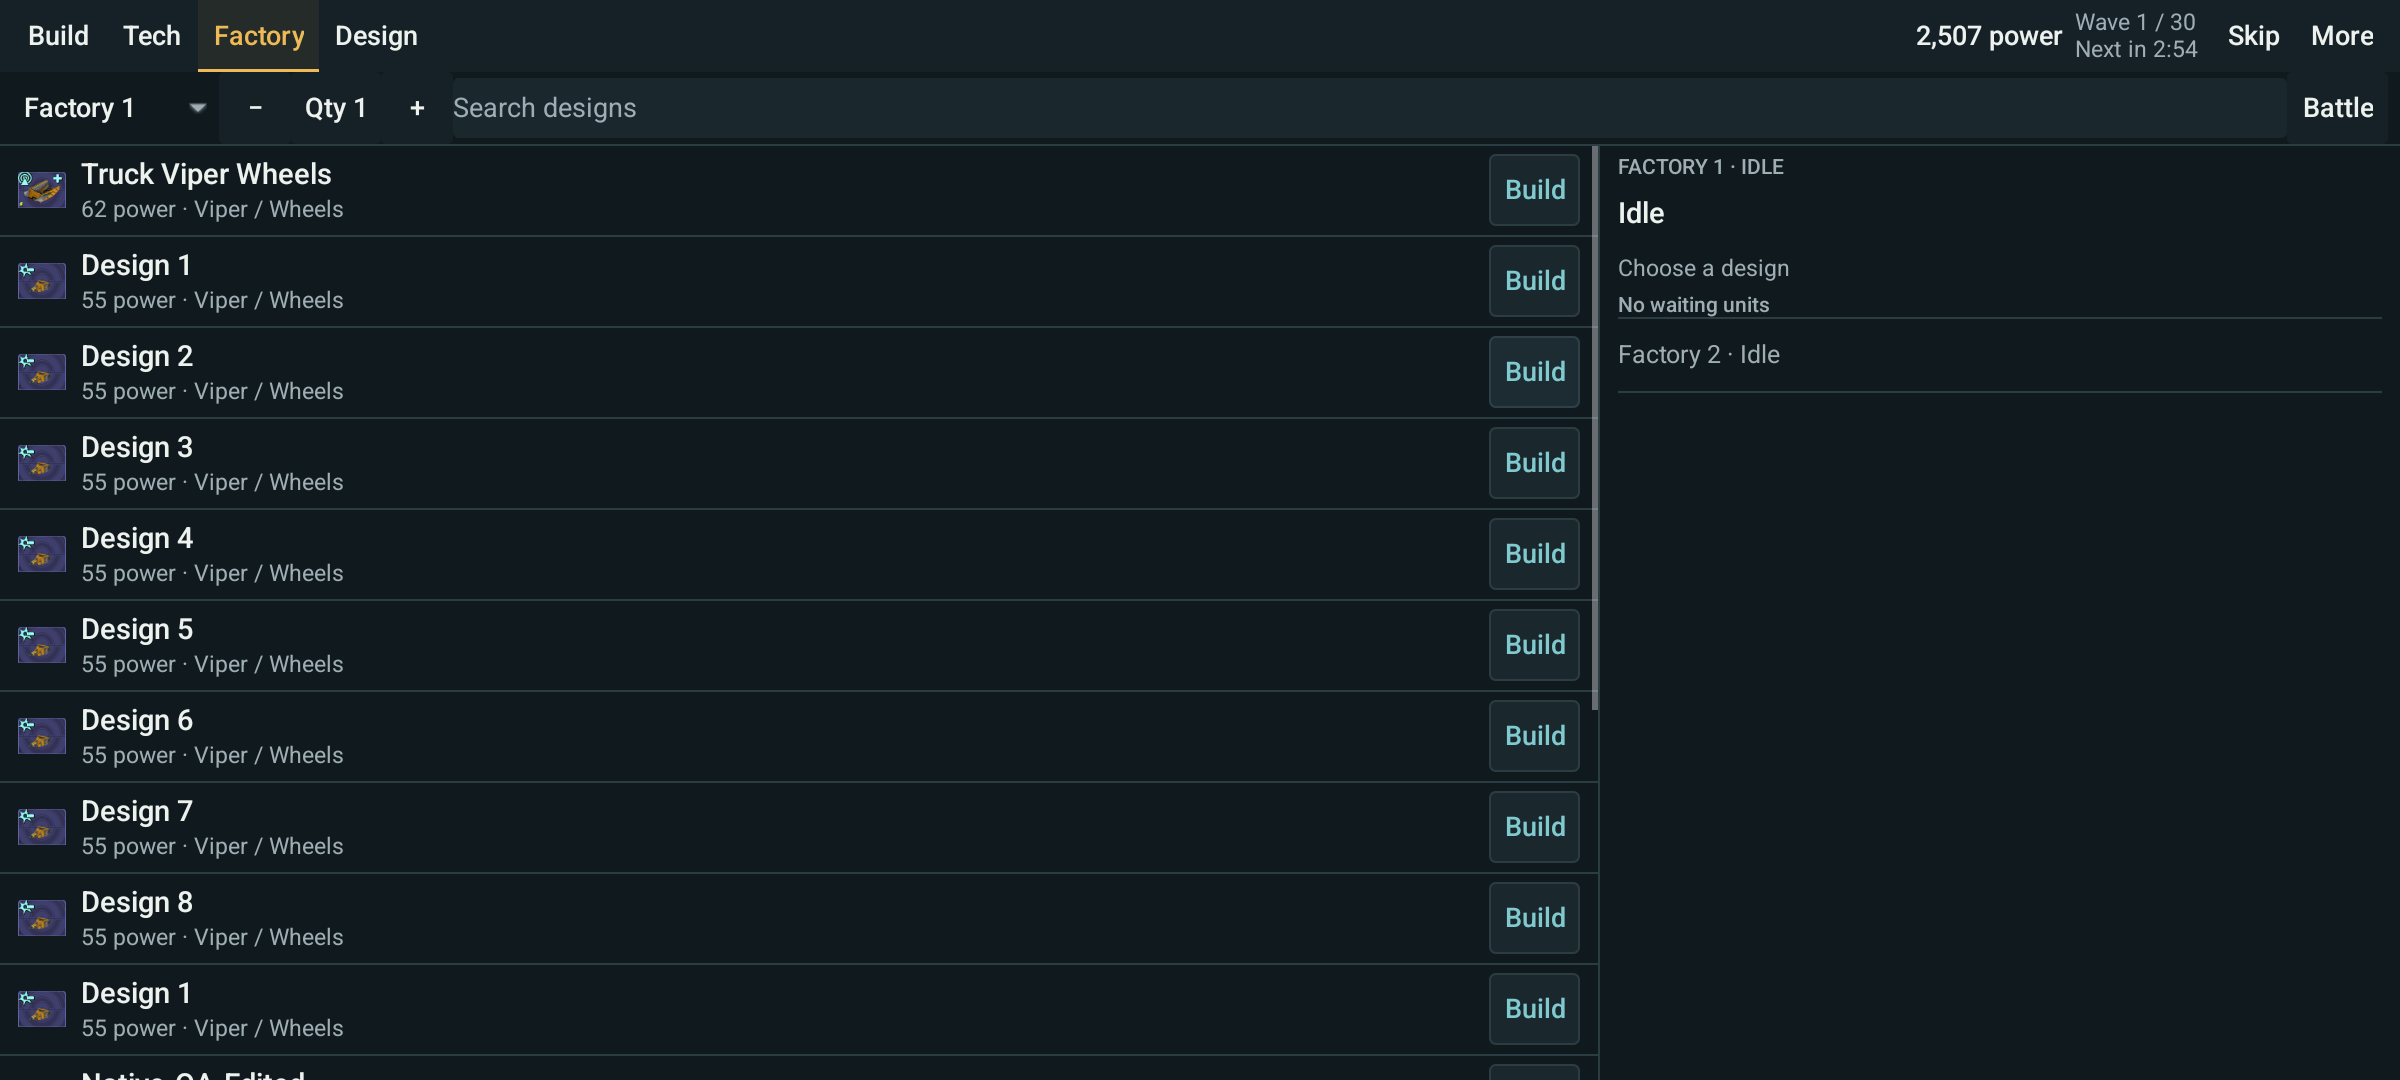 Build Tech Factory Design 2,507 power Wave 1 / 30 Skip More
Next in 2:54
Factory 1 - Qty 1 + Search designs Battle
Truck Viper Wheels
62 power · Viper / Wheels
Build
Design 1
55 power · Viper / Wheels
Build
Design 2
55 power · Viper / Wheels
Build
Design 3
55 power · Viper / Wheels
Build
Design 4
55 power · Viper / Wheels
Build
Design 5
55 power · Viper / Wheels
Build
Design 6
55 power · Viper / Wheels
Build
Design 7
55 power · Viper / Wheels
Build
Design 8
55 power · Viper / Wheels
Build
Design 1
55 power · Viper / Wheels
Build
Native QA Edited
FACTORY 1 · IDLE
Idle
Choose a design
No waiting units
Factory 2 · Idle